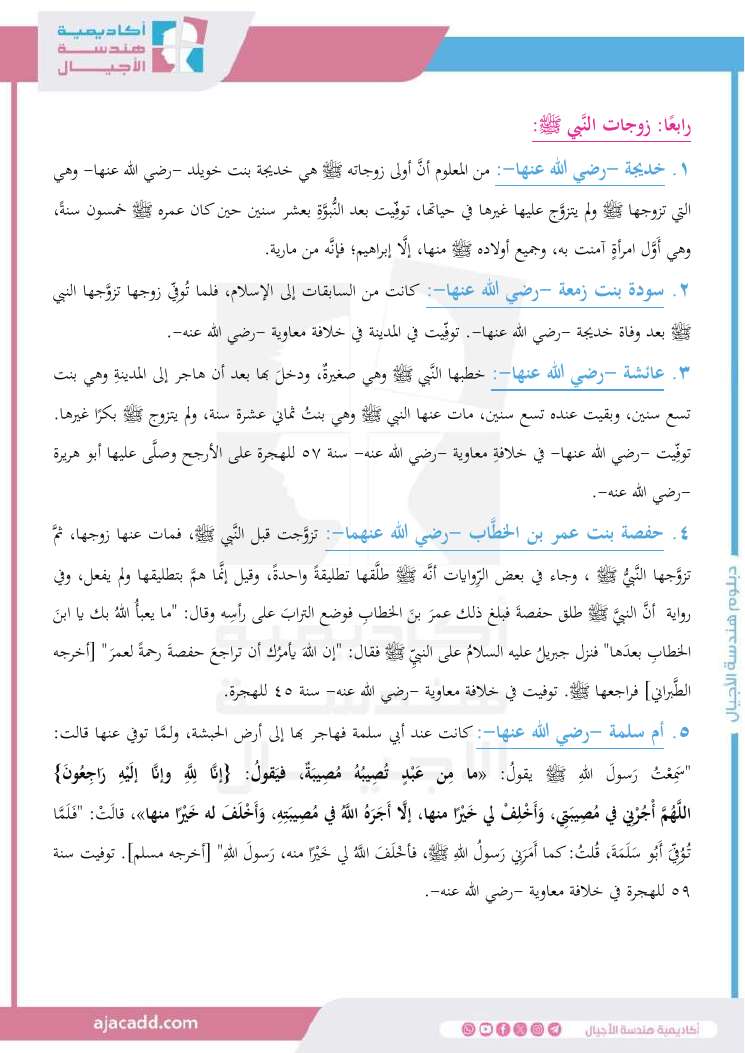 أكاديمية
هندسة
الأجيال
رابعًا: زوجات النَّبي ﷺ:
١. خديجة -رضي الله عنها-: من المعلوم أنَّ أولى زوجاته ﷺ هي خديجة بنت خويلد -رضي الله عنها- وهي
التي تزوجها ﷺ ولم يتزوَّج عليها غيرها في حياتها، توفيّت بعد النُّبوَّةِ بعشر سنين حين كان عمره ﷺ خمسون سنةً،
وهي أوَّل امرأةٍ آمنت به، وجميع أولاده ﷺ منها، إلَّا إبراهيم؛ فإنَّه من مارية.
٢. سودة بنت زمعة -رضي الله عنها-: كانت من السابقات إلى الإسلام، فلما تُوفيّ زوجها تزوَّجها النبي
ﷺ بعد وفاة خديجة -رضي الله عنها-. توفيّت في المدينة في خلافة معاوية -رضي الله عنه-.
٣. عائشة -رضي الله عنها-: خطبها النَّبي ﷺ وهي صغيرةٌ، ودخلَ بها بعد أن هاجر إلى المدينةِ وهي بنت
تسع سنين، وبقيت عنده تسع سنين، مات عنها النبي ﷺ وهي بنتُ ثماني عشرة سنة، ولم يتزوج ﷺ بكرًا غيرها.
توفيّت -رضي الله عنها- في خلافةِ معاوية -رضي الله عنه- سنة ٥٧ للهجرة على الأرجح وصلَّى عليها أبو هريرة
-رضي الله عنه-.
٤. حفصة بنت عمر بن الخطَّاب -رضي الله عنهما-: تزوَّجت قبل النَّبي ﷺ، فمات عنها زوجها، ثمَّ
تزوَّجها النَّبيُّ ﷺ ، وجاء في بعض الرِّوايات أنَّه ﷺ طلَّقها تطليقةً واحدةً، وقيل إنَّما همَّ بتطليقها ولم يفعل، وفي
رواية أنَّ النبيَّ ﷺ طلق حفصةَ فبلغ ذلك عمرَ بنَ الخطابِ فوضع الترابَ على رأسِه وقال: "ما يعبأُ اللهُ بك يا ابنَ
الخطابِ بعدَها" فنزل جبريلُ عليه السلامُ على النبيِّ ﷺ فقال: "إن اللهَ يأمرُك أن تراجعَ حفصةَ رحمةً لعمرَ" [أخرجه
الطَّبراني] فراجعها ﷺ. توفيت في خلافة معاوية -رضي الله عنه- سنة ٤٥ للهجرة.
٥. أم سلمة -رضي الله عنها-: كانت عند أبي سلمة فهاجر بها إلى أرض الحبشة، ولمَّا توفي عنها قالت:
"سَمِعْتُ رَسولَ اللهِ ﷺ يقولُ: «ما مِن عَبْدٍ تُصِيبُهُ مُصِيبَةٌ، فيَقولُ: {إنَّا لِلَّهِ وإنَّا إلَيْهِ رَاجِعُونَ}
اللَّهُمَّ أْجُرْنِي في مُصِيبَتِي، وَأَخْلِفْ لي خَيْرًا منها، إلَّا أجَرَهُ اللَّهُ في مُصِيبَتِهِ، وَأَخْلَفَ له خَيْرًا منها»، قالَتْ: "فَلَمَّا
تُوُفِّيَ أَبُو سَلَمَةَ، قُلتُ: كما أمَرَنِي رَسولُ اللهِ ﷺ، فأخْلَفَ اللَّهُ لي خَيْرًا منه، رَسولَ اللهِ" [أخرجه مسلم]. توفيت سنة
٥٩ للهجرة في خلافة معاوية -رضي الله عنه-.
دبلوم هندسة الأجيال
أكاديمية هندسة الأجيال
ajacadd.com